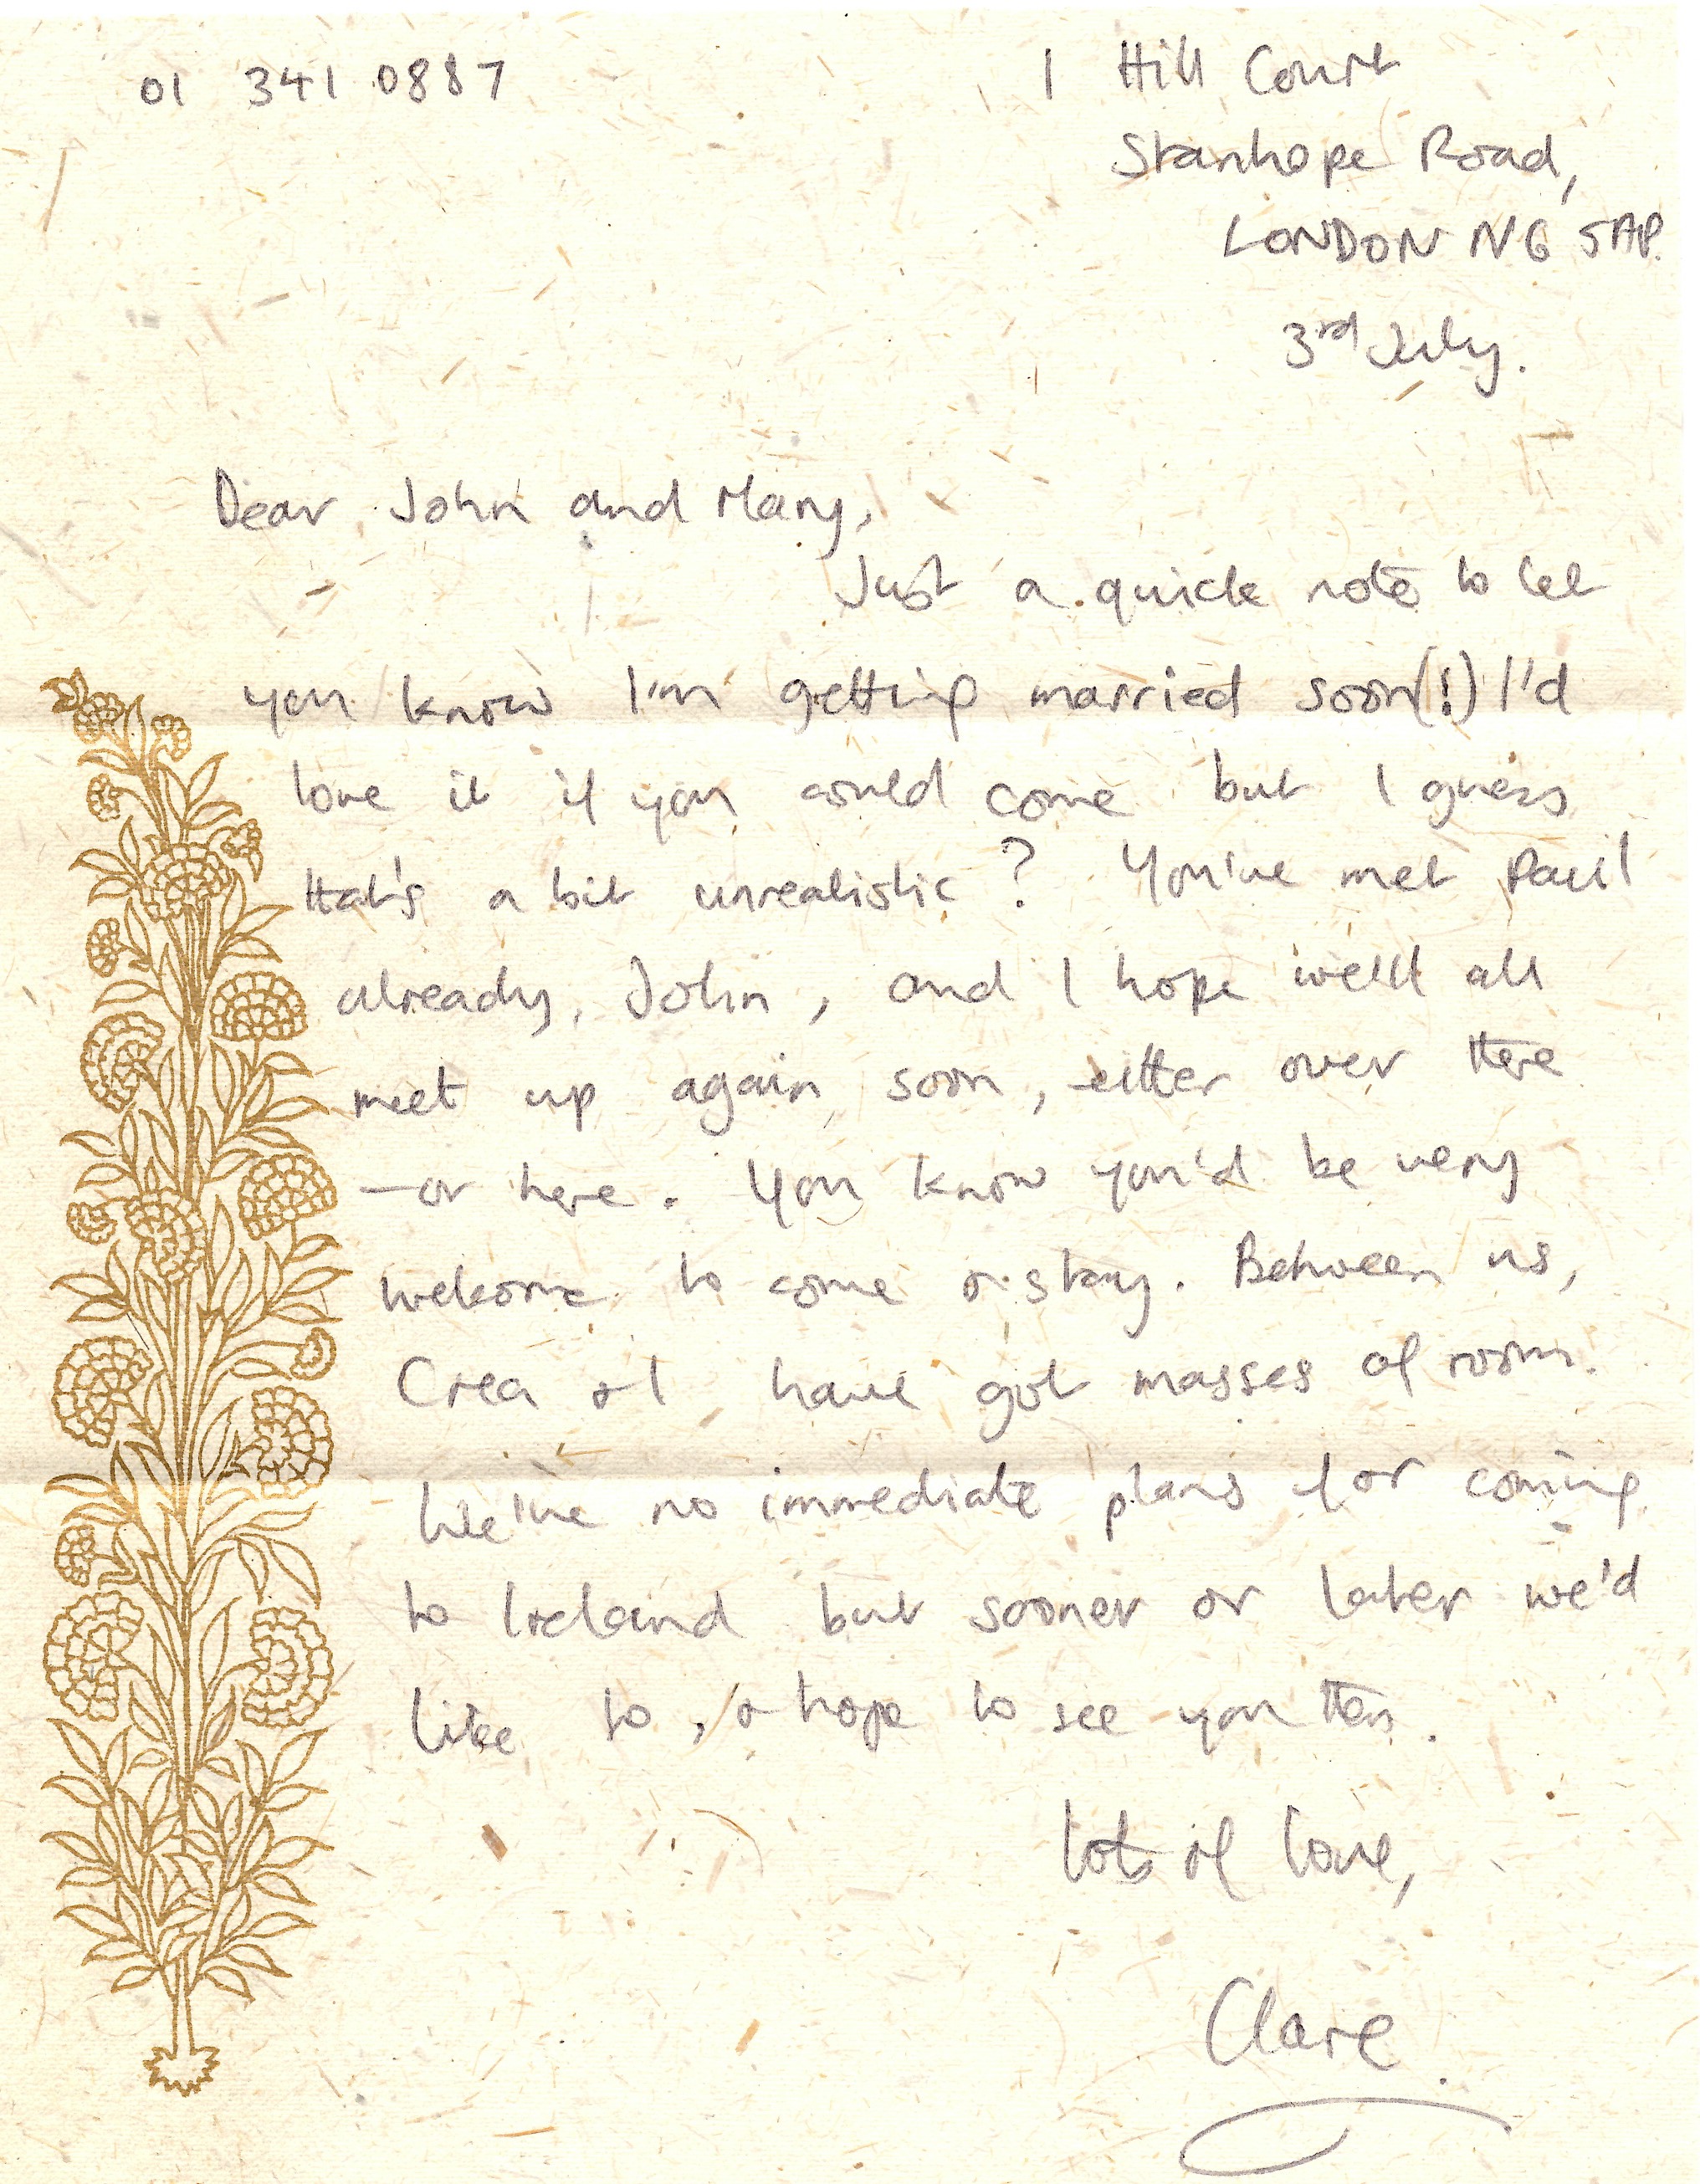 01 341 0887
1 Hill Court
Stanhope Road,
LONDON N6 5AP.
3rd July.
Dear John and Mary,
Just a quick note to let
you know I'm getting married soon(!) I'd
love it if you could come but I guess
that's a bit unrealistic? You've met Paul
already, John, and I hope we'll all
meet up again soon, either over there
-or here. You know you'd be very
welcome to come & stay. Between us,
Crea & I have got masses of room.
We've no immediate plans for coming
to Ireland but sooner or later we'd
like to, & hope to see you then.
Lots of love,
Clare.